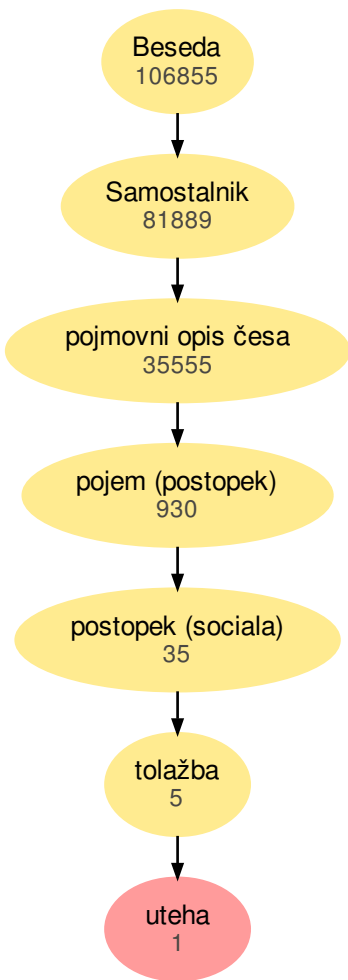 Beseda
106855
Samostalnik
81889
pojmovni opis česa
35555
pojem (postopek)
930
postopek (sociala)
35
tolažba
5
uteha
1